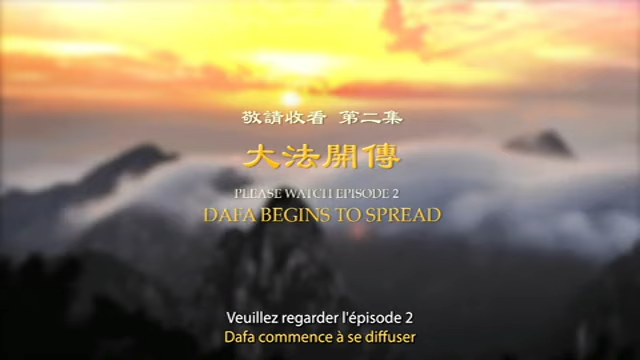 敬請收看 第二集
大法開傳
PLEASE WATCH EPISODE 2
DAFA BEGINS TO SPREAD
Veuillez regarder l'épisode 2
Dafa commence à se diffuser